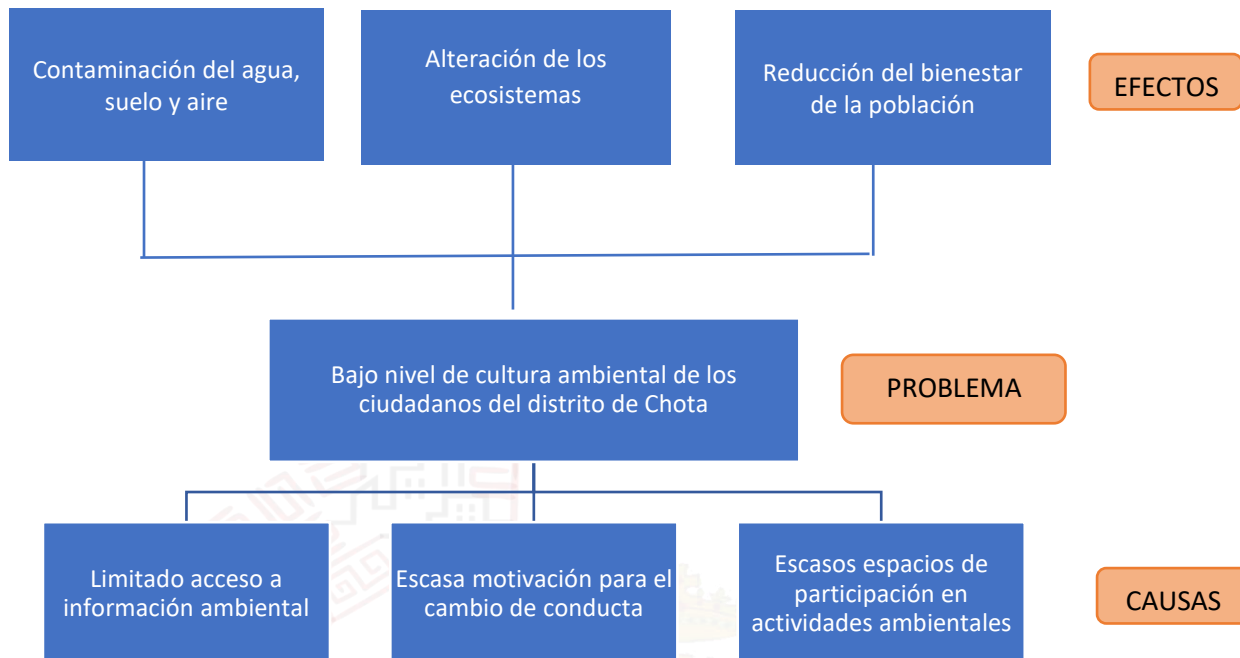 Contaminación del agua,
suelo y aire
Alteración de los
ecosistemas
Reducción del bienestar
de la población
EFECTOS
Bajo nivel de cultura ambiental de los
ciudadanos del distrito de Chota
PROBLEMA
Limitado acceso a
información ambiental
Escasa motivación para el
cambio de conducta
Escasos espacios de
participación en
actividades ambientales
CAUSAS